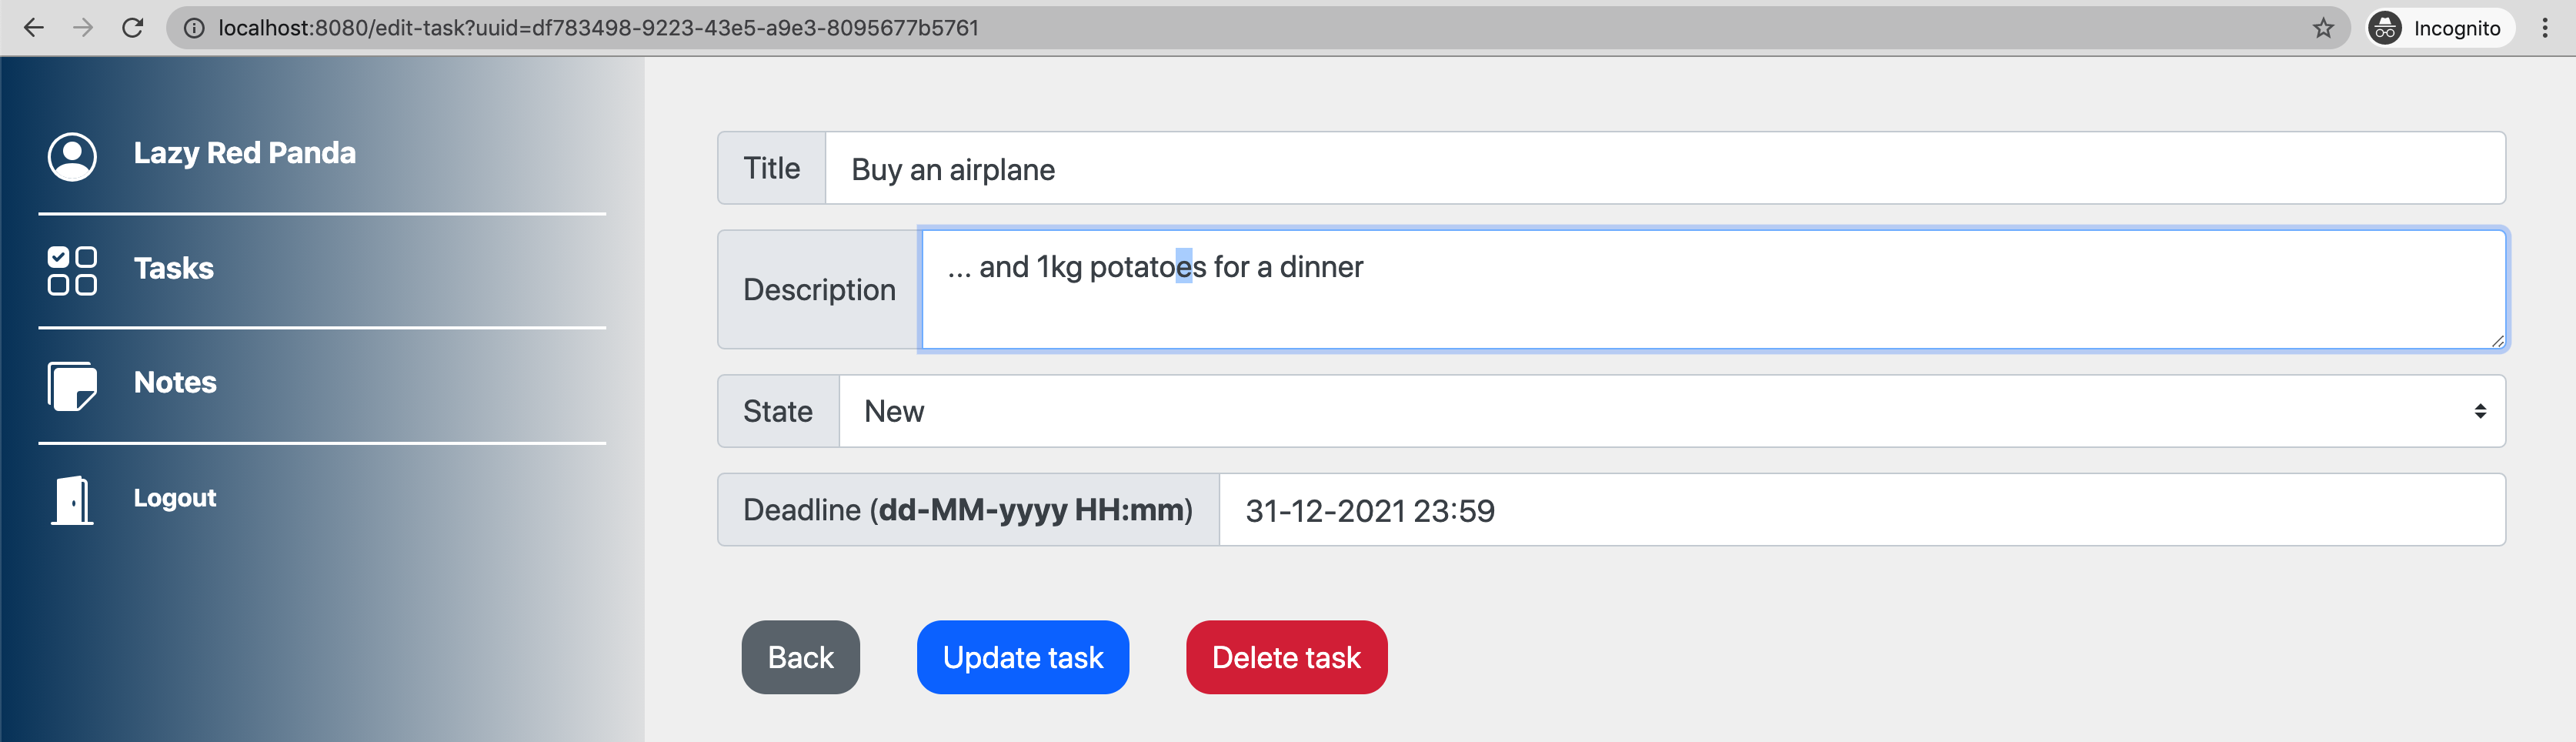 localhost:8080/edit-task?uuid=df783498-9223-43e5-a9e3-8095677b5761
Incognito
Lazy Red Panda
Tasks
Notes
Logout
Title
Buy an airplane
Description
... and 1kg potatoes for a dinner
State
New
Deadline (dd-MM-yyyy HH:mm)
31-12-2021 23:59
Back
Update task
Delete task